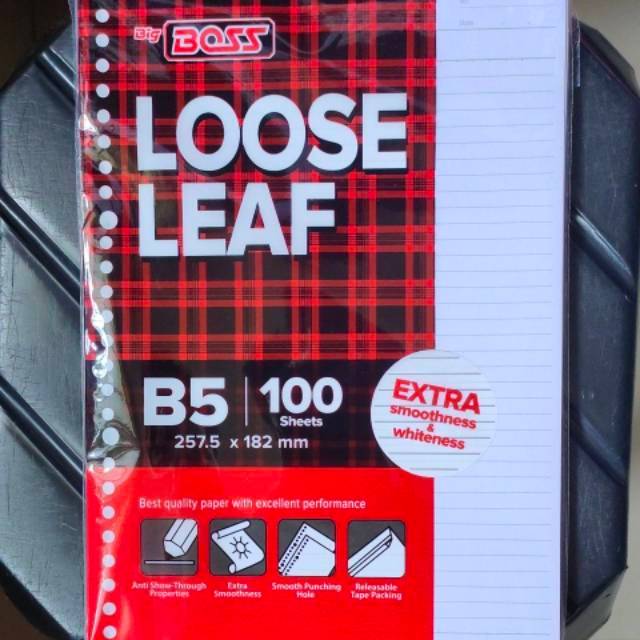 Big BOSS
LOOSE
LEAF
B5 | 100
Sheets
257.5 x 182 mm
EXTRA
smoothness
&
whiteness
Best quality paper with excellent performance
Anti Show-Through
Properties
Extra
Smoothness
Smooth Punching
Hole
Releasable
Tape Packing